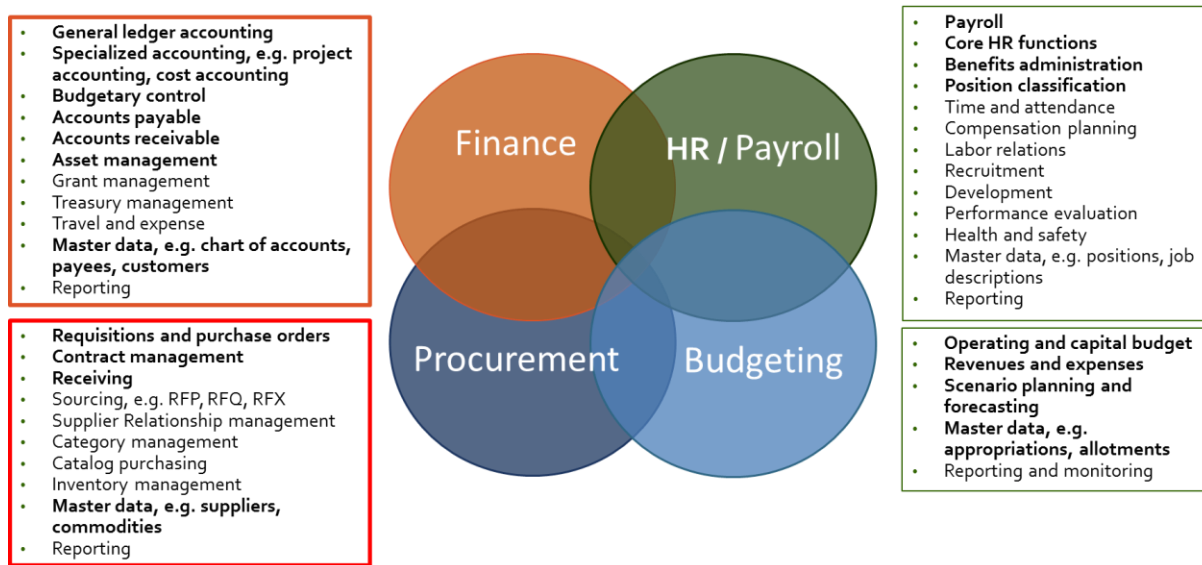 • General ledger accounting
• Specialized accounting, e.g. project
accounting, cost accounting
• Budgetary control
• Accounts payable
• Accounts receivable
• Asset management
• Grant management
• Treasury management
• Travel and expense
• Master data, e.g. chart of accounts,
payees, customers
• Reporting
• Requisitions and purchase orders
• Contract management
• Receiving
• Sourcing, e.g. RFP, RFQ, RFX
• Supplier Relationship management
• Category management
• Catalog purchasing
• Inventory management
• Master data, e.g. suppliers,
commodities
• Reporting
Finance
HR / Payroll
Procurement
Budgeting
• Payroll
• Core HR functions
• Benefits administration
• Position classification
• Time and attendance
• Compensation planning
• Labor relations
• Recruitment
• Development
• Performance evaluation
• Health and safety
• Master data, e.g. positions, job
descriptions
• Reporting
• Operating and capital budget
• Revenues and expenses
• Scenario planning and
forecasting
• Master data, e.g.
appropriations, allotments
• Reporting and monitoring